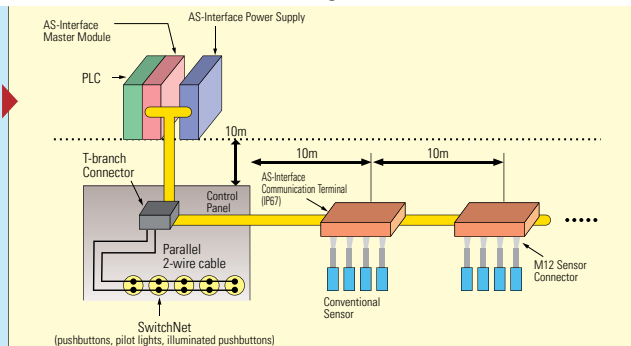 AS-Interface
Master Module
AS-Interface Power Supply
PLC
10m
10m
10m
T-branch
Connector
AS-Interface
Communication Terminal
(IP67)
Control
Panel
Parallel
2-wire cable
M12 Sensor
Connector
Conventional
Sensor
SwitchNet
(pushbuttons, pilot lights, illuminated pushbuttons)